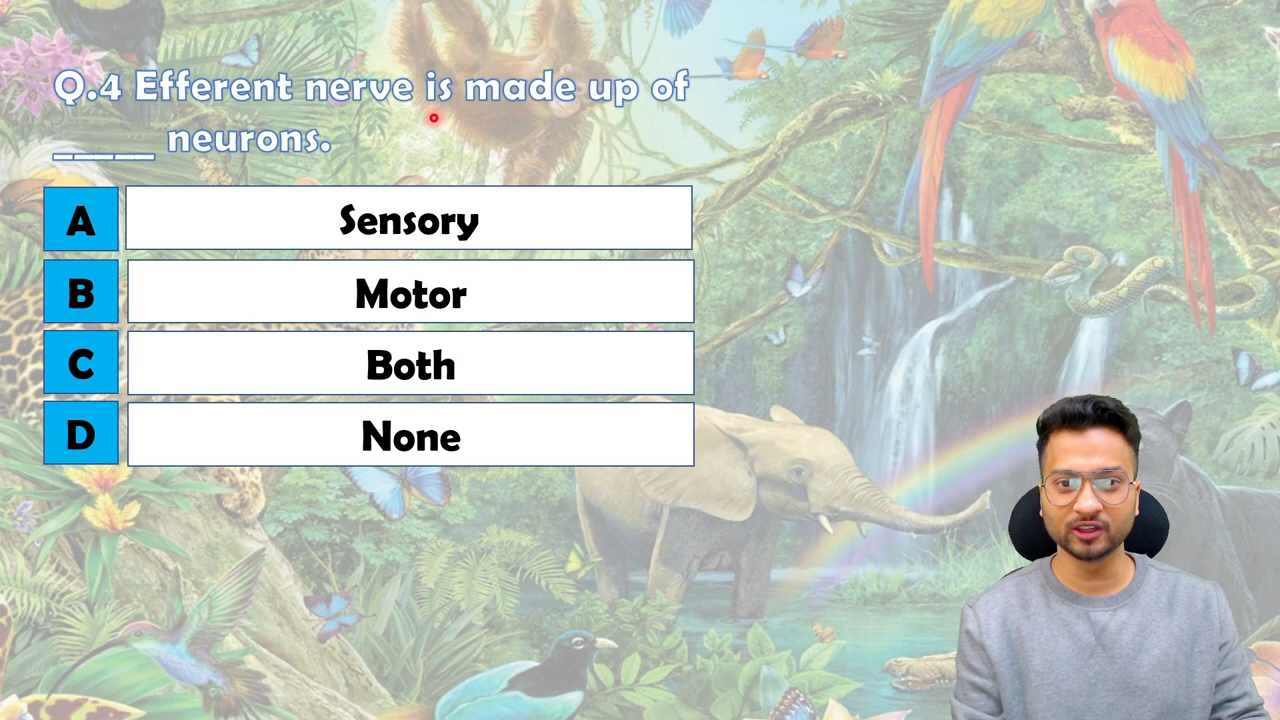 Q.4 Efferent nerve is made up of
_____ neurons.
A Sensory
B Motor
C Both
D None